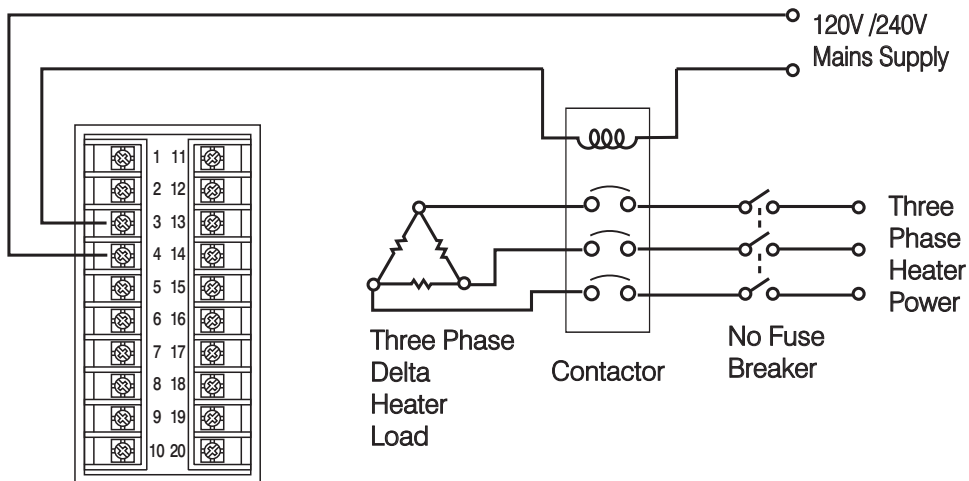 120V /240V
Mains Supply
1 11
2 12
3 13
4 14
5 15
6 16
7 17
8 18
9 19
10 20
Three
Phase
Heater
Power
Three Phase
Delta
Heater
Load
Contactor
No Fuse
Breaker